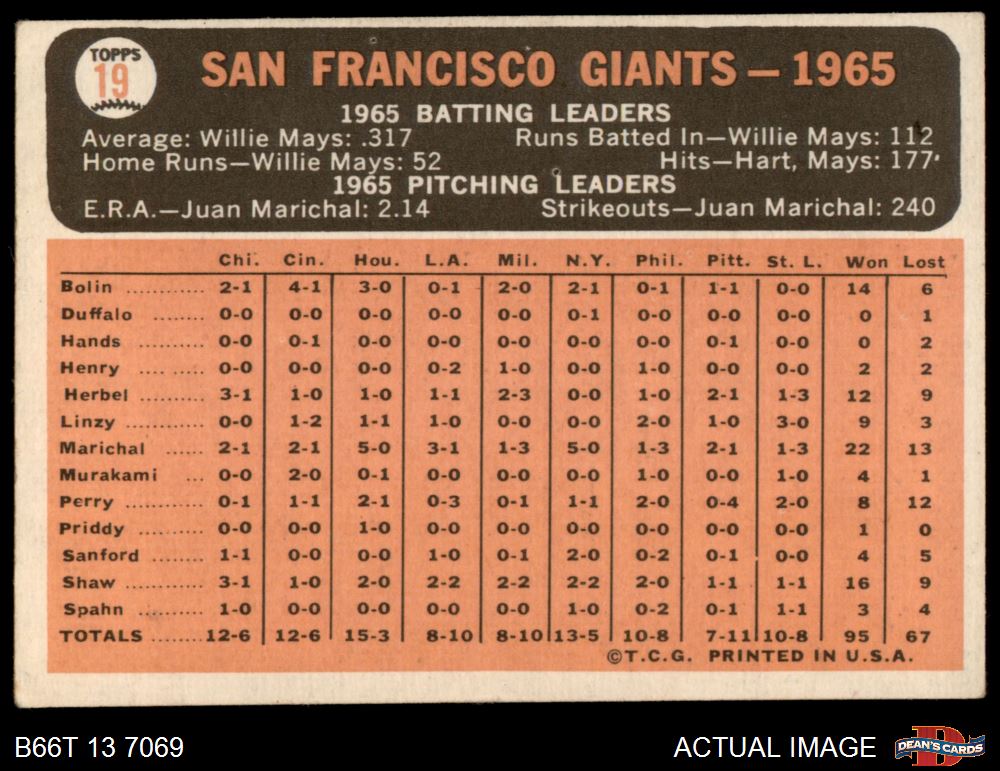 TOPPS
19
SAN FRANCISCO GIANTS — 1965
1965 BATTING LEADERS
Average: Willie Mays: .317 Runs Batted In—Willie Mays: 112
Home Runs—Willie Mays: 52 Hits—Hart, Mays: 177
1965 PITCHING LEADERS
E.R.A.—Juan Marichal: 2.14 Strikeouts—Juan Marichal: 240
Chi. Cin. Hou. L.A. Mil. N.Y. Phil. Pitt. St. L. Won Lost
Bolin ........... 2-1 4-1 3-0 0-1 2-0 2-1 0-1 1-1 0-0 14 6
Duffalo ........ 0-0 0-0 0-0 0-0 0-0 0-1 0-0 0-0 0-0 0 1
Hands .......... 0-0 0-1 0-0 0-0 0-0 0-0 0-0 0-1 0-0 0 2
Henry .... ..... 0-0 0-0 0-0 0-2 1-0 0-0 1-0 0-0 0-0 2 2
Herbel .......... 3-1 1-0 1-0 1-1 2-3 0-0 1-0 2-1 1-3 12 9
Linzy ........... 0-0 1-2 1-1 1-0 0-0 0-0 2-0 1-0 3-0 9 3
Marichal ...... 2-1 2-1 5-0 3-1 1-3 5-0 1-3 2-1 1-3 22 13
Murakami ... 0-0 2-0 0-1 0-0 0-0 0-0 1-0 0-0 1-0 4 1
Perry ............ 0-1 1-1 2-1 0-3 0-1 1-1 2-0 0-4 2-0 8 12
Priddy .......... 0-0 0-0 1-0 0-0 0-0 0-0 0-0 0-0 0-0 1 0
Sanford ........ 1-1 0-0 0-0 1-0 0-1 2-0 0-2 0-1 0-0 4 5
Shaw ............ 3-1 1-0 2-0 2-2 2-2 2-2 2-0 1-1 1-1 16 9
Spahn .......... 1-0 0-0 0-0 0-0 0-0 1-0 0-2 0-1 1-1 3 4
TOTALS ....... 12-6 12-6 15-3 8-10 8-10 13-5 10-8 7-11 10-8 95 67
©T.C.G. PRINTED IN U.S.A.
B66T 13 7069 ACTUAL IMAGE DEAN'S CARDS